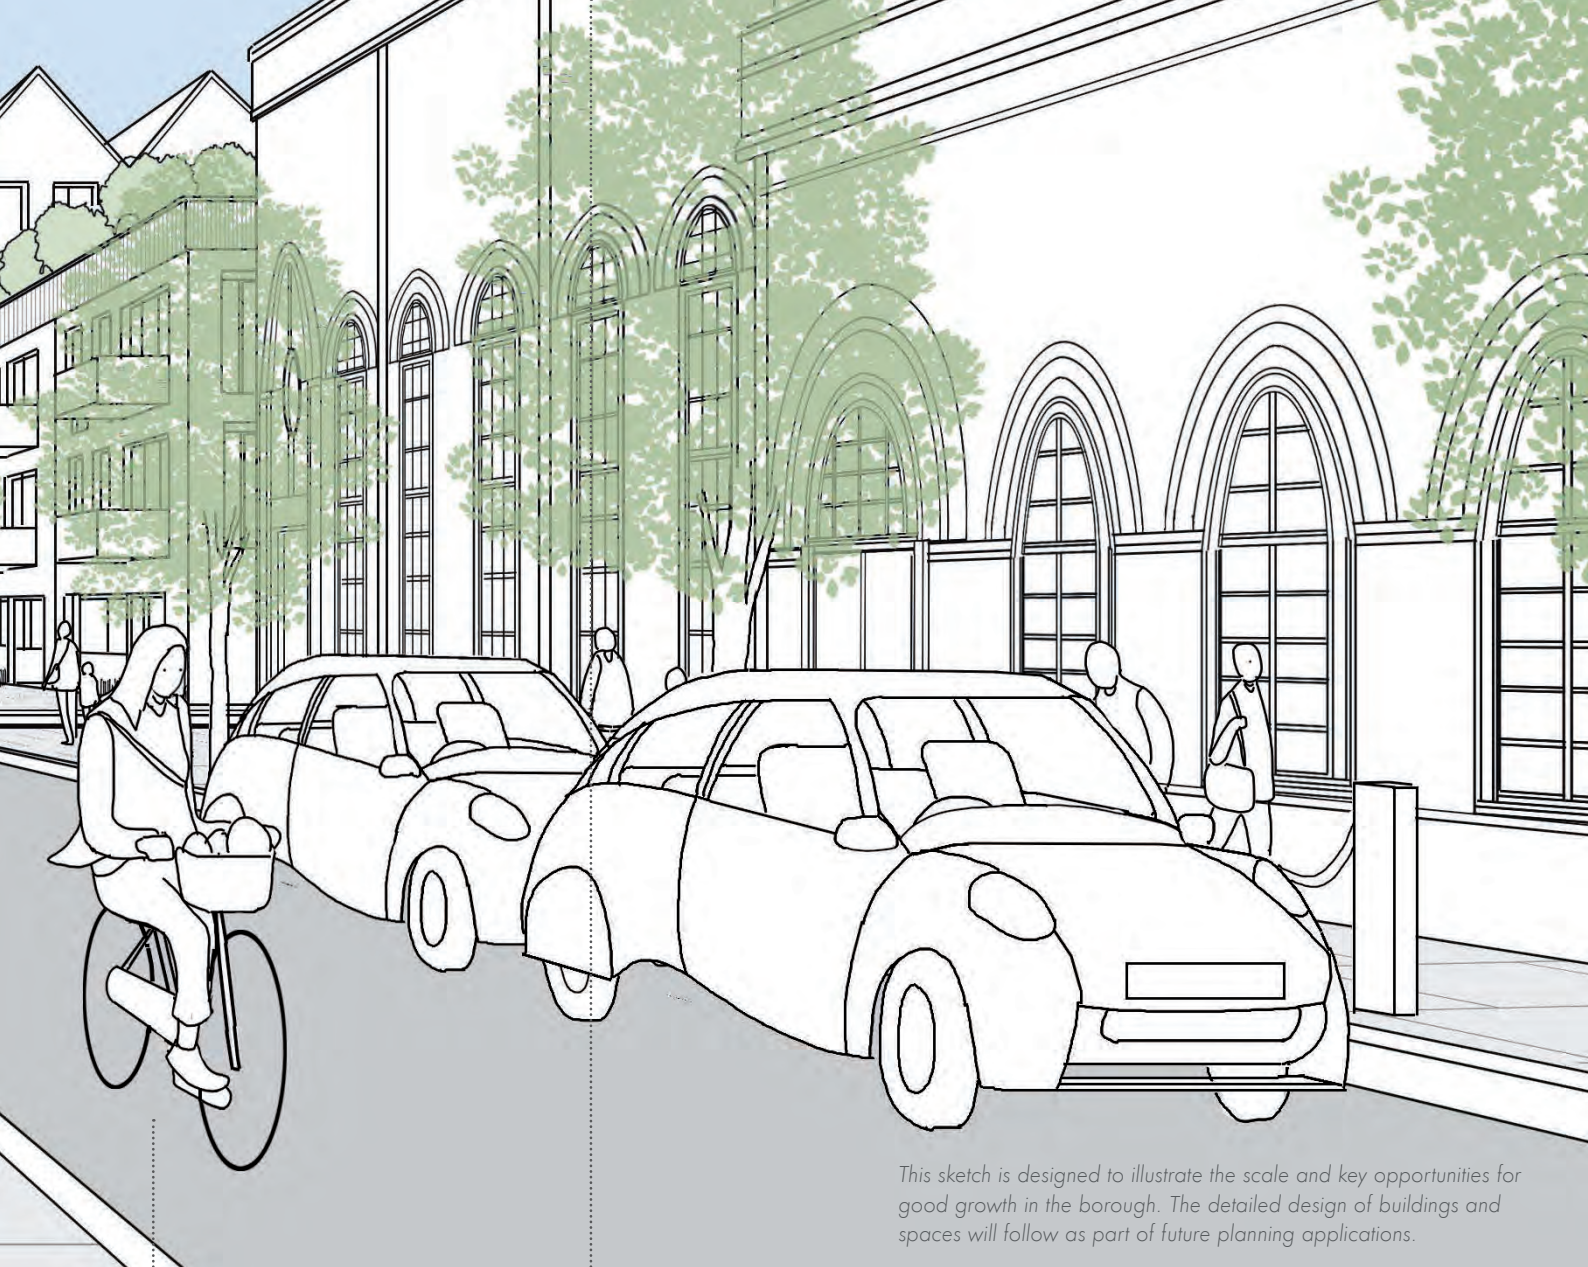 This sketch is designed to illustrate the scale and key opportunities for
good growth in the borough. The detailed design of buildings and
spaces will follow as part of future planning applications.